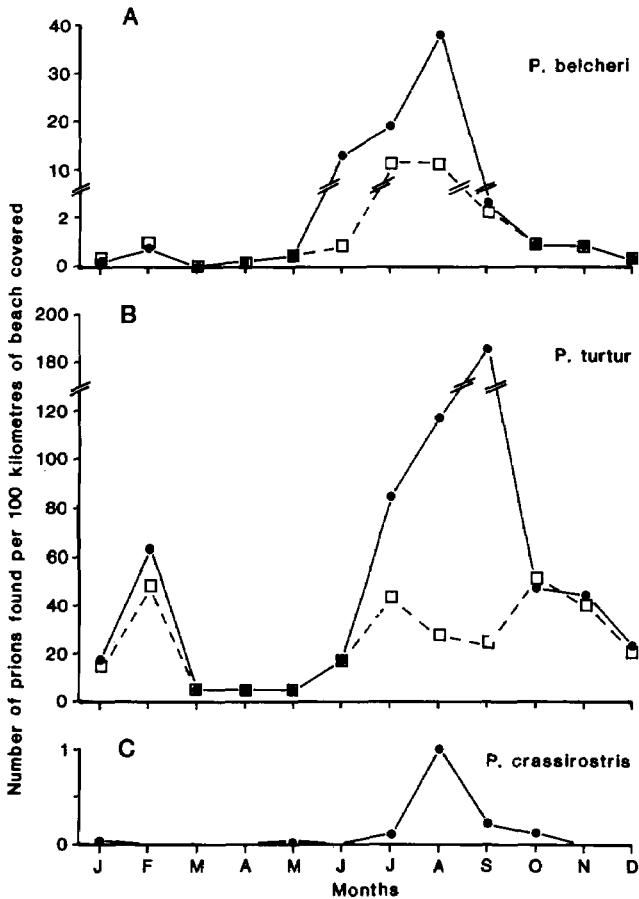 A
P. belcheri
40
30
20
10
2
0
B
P. turtur
200
180
120
100
80
60
40
20
0
C
P. crassirostris
1
0
J F M A M J J A S O N D
Months
Number of prions found per 100 kilometres of beach covered